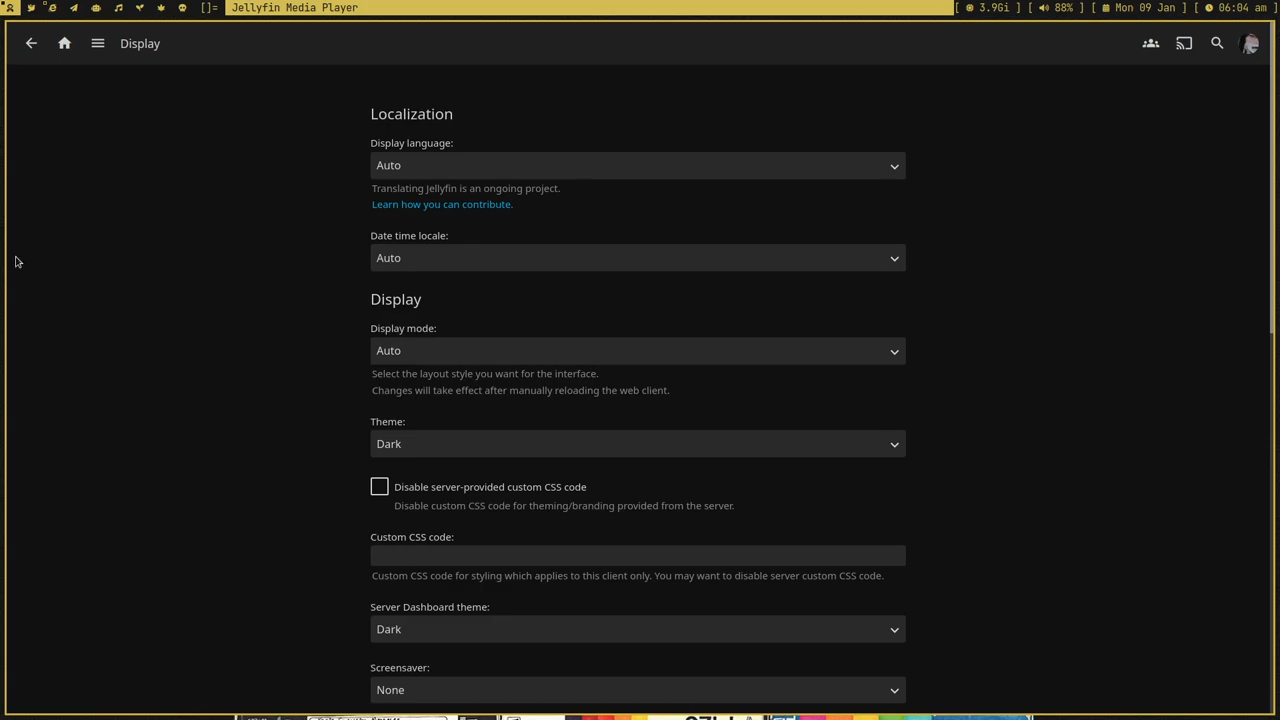 []= Jellyfin Media Player [ 3.9Gi ] [ 88% ] [ Mon 09 Jan ] [ 06:04 am ]
Display
Localization
Display language:
Auto
Translating Jellyfin is an ongoing project.
Learn how you can contribute.
Date time locale:
Auto
Display
Display mode:
Auto
Select the layout style you want for the interface.
Changes will take effect after manually reloading the web client.
Theme:
Dark
Disable server-provided custom CSS code
Disable custom CSS code for theming/branding provided from the server.
Custom CSS code:
Custom CSS code for styling which applies to this client only. You may want to disable server custom CSS code.
Server Dashboard theme:
Dark
Screensaver:
None